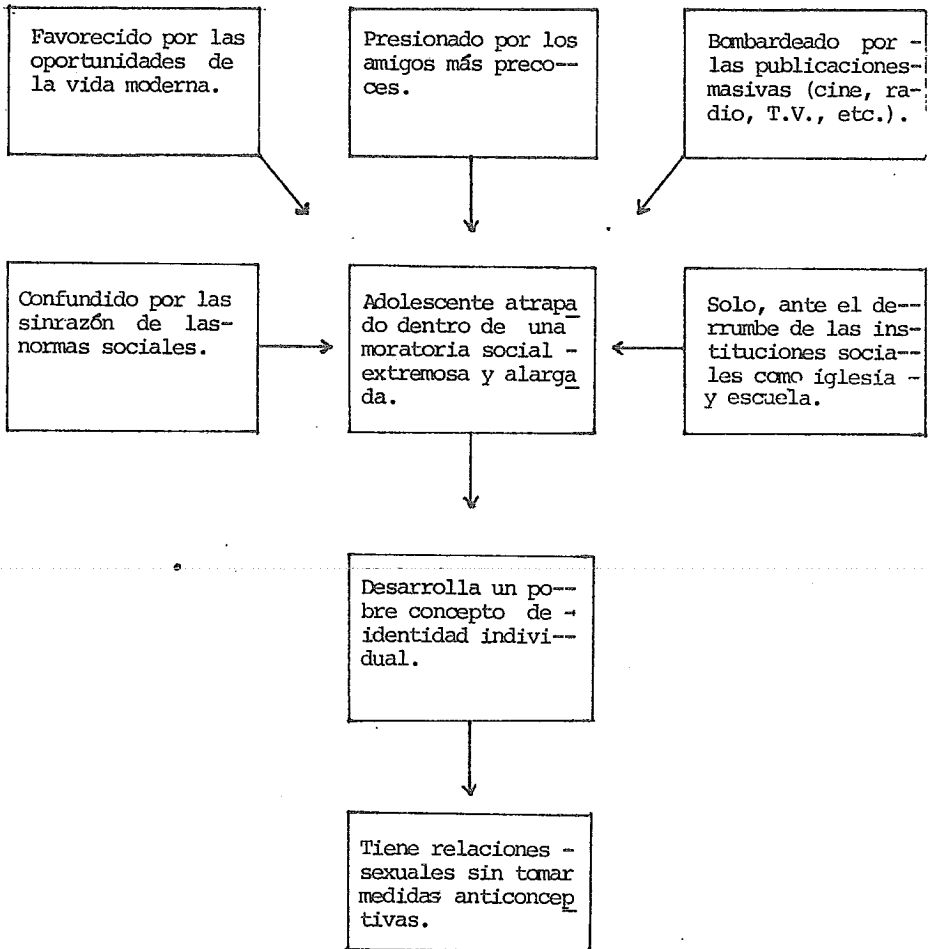 Favorecido por las
oportunidades de
la vida moderna.
Presionado por los
amigos más preco--
ces.
Bombardeado por -
las publicaciones-
masivas (cine, ra-
dio, T.V., etc.).
Confundido por las
sinrazón de las-
normas sociales.
Adolescente atrapa
do dentro de una
moratoria social -
extremosa y alarga
da.
Solo, ante el de--
rrumbe de las ins-
tituciones socia--
les como iglesia -
y escuela.
Desarrolla un po--
bre concepto de -
identidad indivi--
dual.
Tiene relaciones -
sexuales sin tomar
medidas anticoncep
tivas.